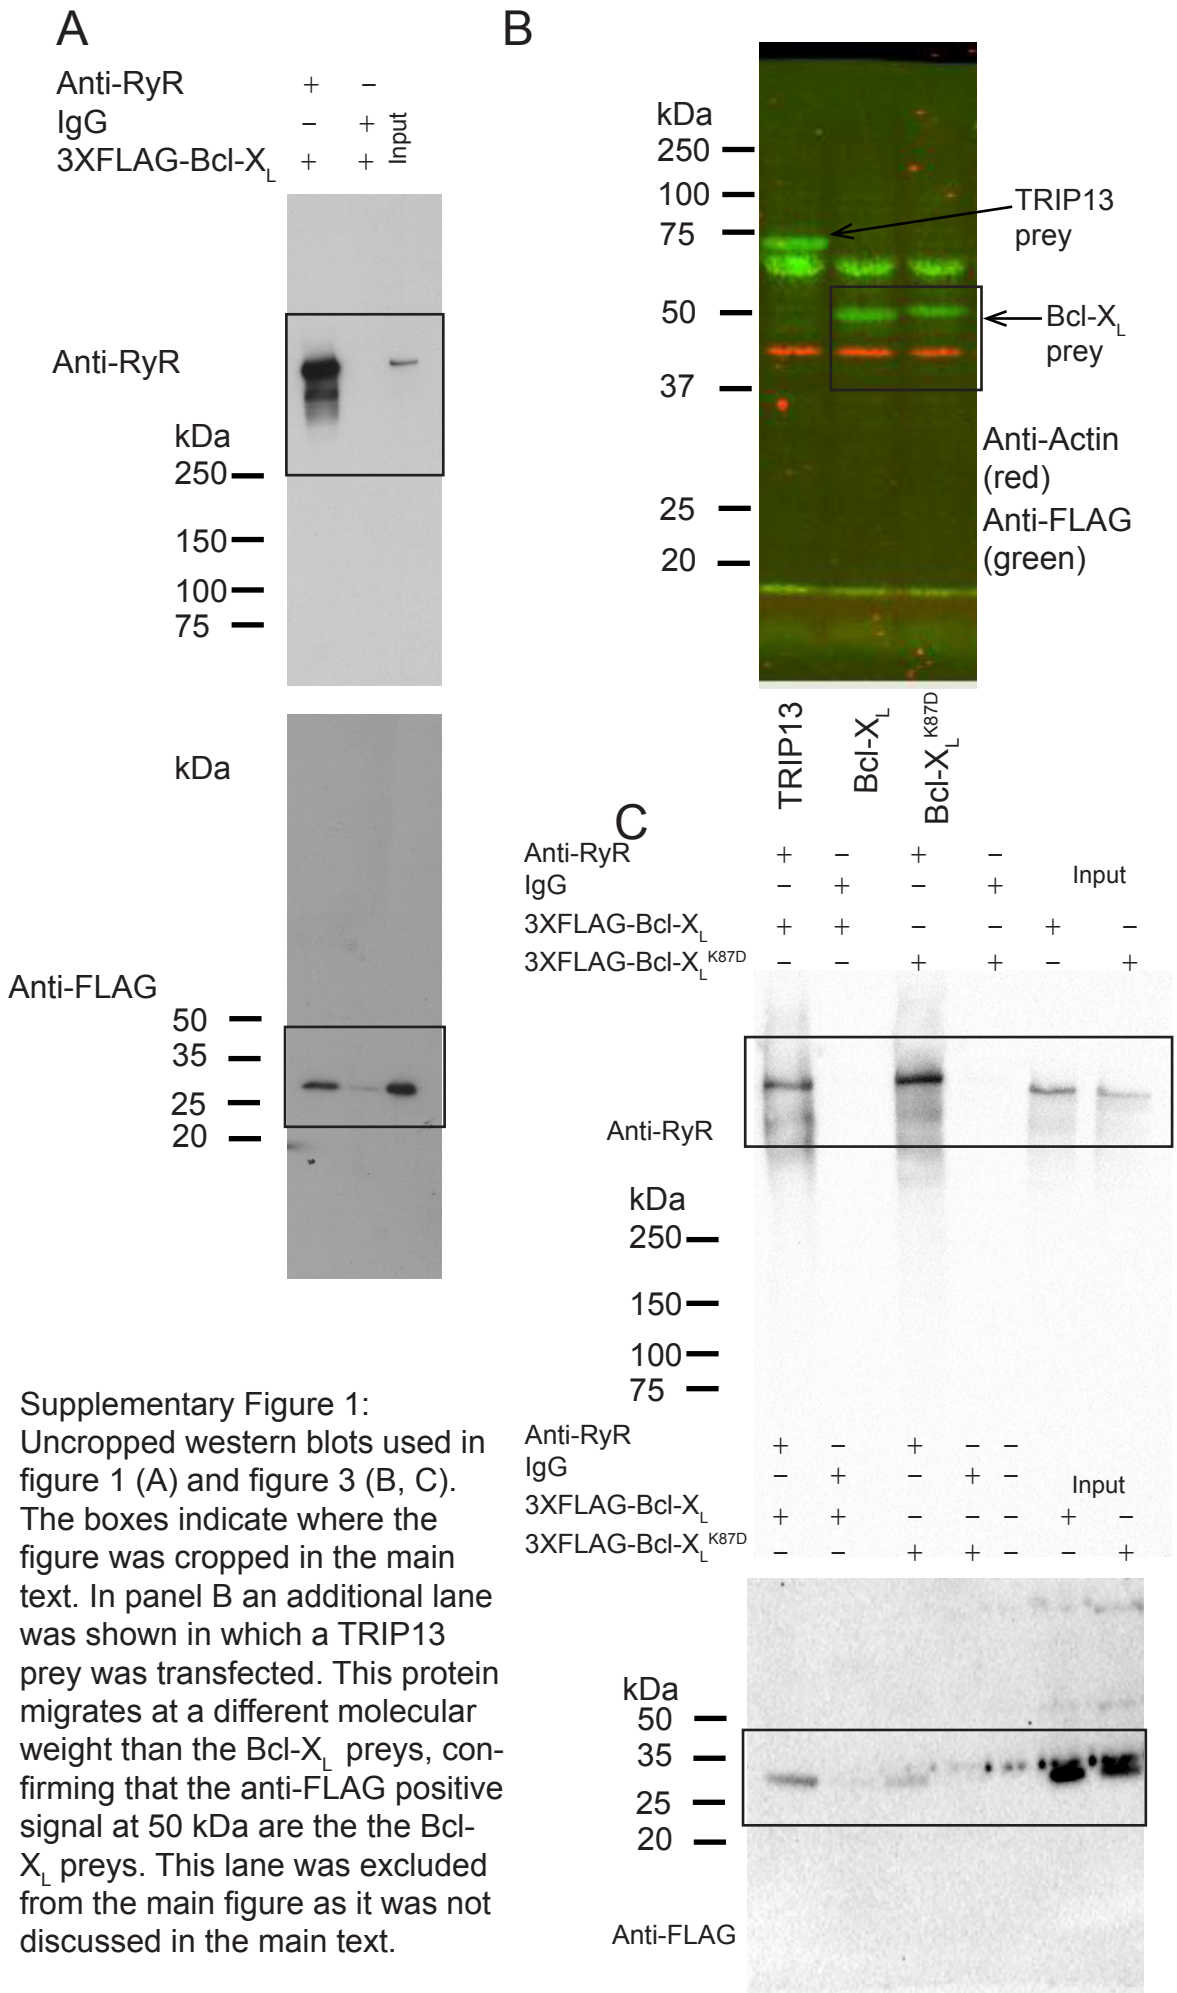 A
Anti-RyR + –
IgG – + Input
3XFLAG-Bcl-XL + +
Anti-RyR
kDa
250
150
100
75
kDa
Anti-FLAG
50
35
25
20
B
kDa
250
100
75
50
37
25
20
TRIP13
prey
Bcl-XL
prey
Anti-Actin
(red)
Anti-FLAG
(green)
TRIP13
Bcl-XL
Bcl-XL K87D
C
Anti-RyR + – + –
IgG – + – + Input
3XFLAG-Bcl-XL + + – – + –
3XFLAG-Bcl-XL K87D – – + + – +
Anti-RyR
kDa
250
150
100
75
Anti-RyR + – + – –
IgG – + – + – Input
3XFLAG-Bcl-XL + + – – – + –
3XFLAG-Bcl-XL K87D – – + + – – +
kDa
50
35
25
20
Anti-FLAG
Supplementary Figure 1:
Uncropped western blots used in
figure 1 (A) and figure 3 (B, C).
The boxes indicate where the
figure was cropped in the main
text. In panel B an additional lane
was shown in which a TRIP13
prey was transfected. This protein
migrates at a different molecular
weight than the Bcl-XL preys, con-
firming that the anti-FLAG positive
signal at 50 kDa are the the Bcl-
XL preys. This lane was excluded
from the main figure as it was not
discussed in the main text.